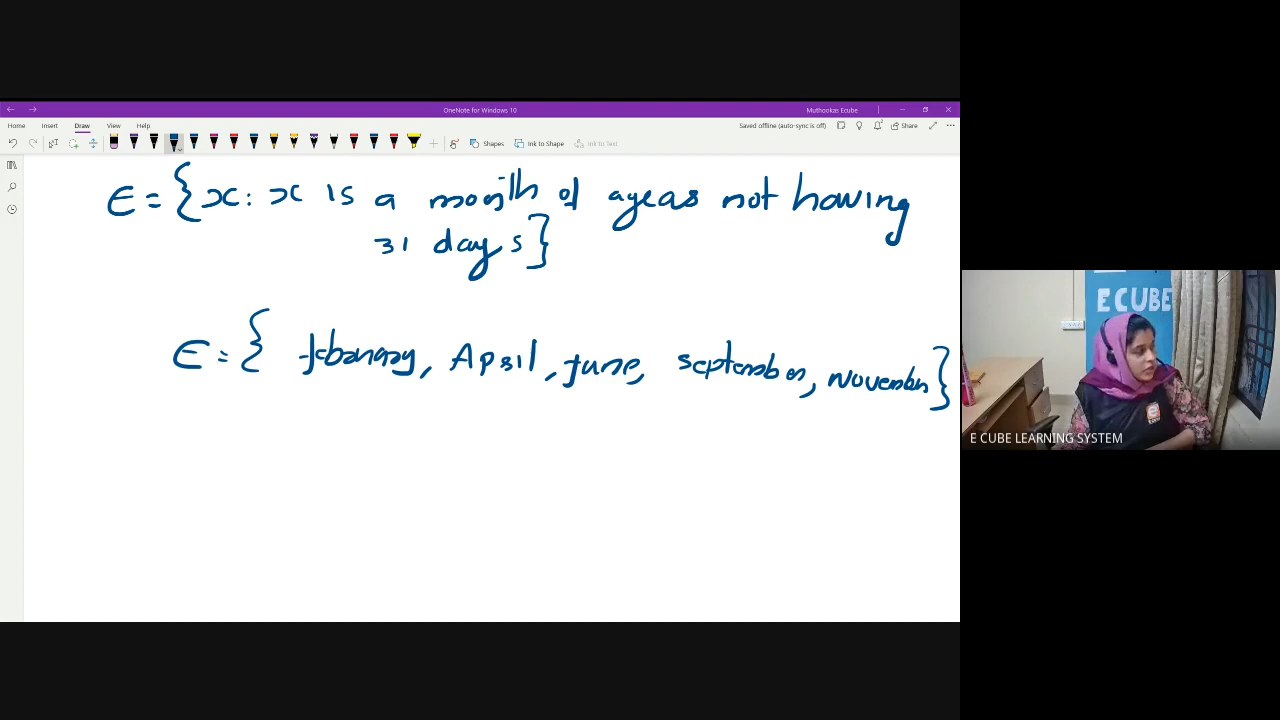 OneNote for Windows 10
Muthookas Ecube
Home Insert Draw View Help
Saved offline (auto-sync is off)
Share
Shapes
Ink to Shape
Ink to Text
E = {x: x is a month of a year not having
31 days}
E = { February, April, June, September, November}
E CUBE
E CUBE LEARNING SYSTEM